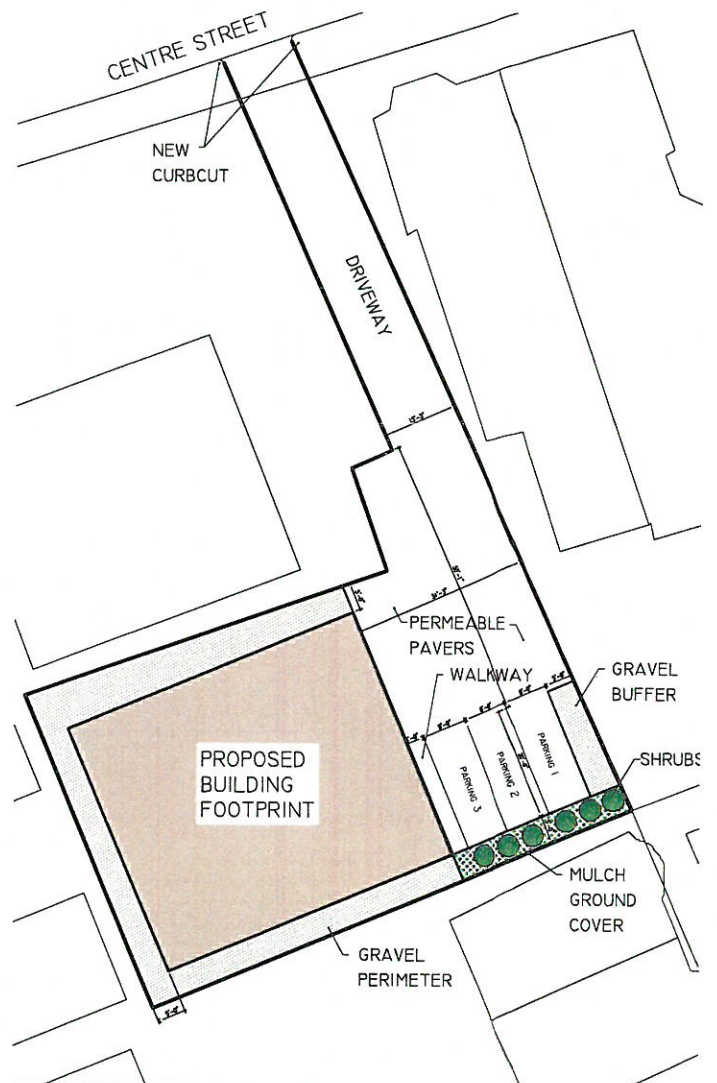 CENTRE STREET
NEW
CURBCUT
DRIVEWAY
PERMEABLE
PAVERS
WALKWAY
GRAVEL
BUFFER
PROPOSED
BUILDING
FOOTPRINT
PARKING 3
PARKING 2
PARKING 1
SHRUBS
MULCH
GROUND
COVER
GRAVEL
PERIMETER